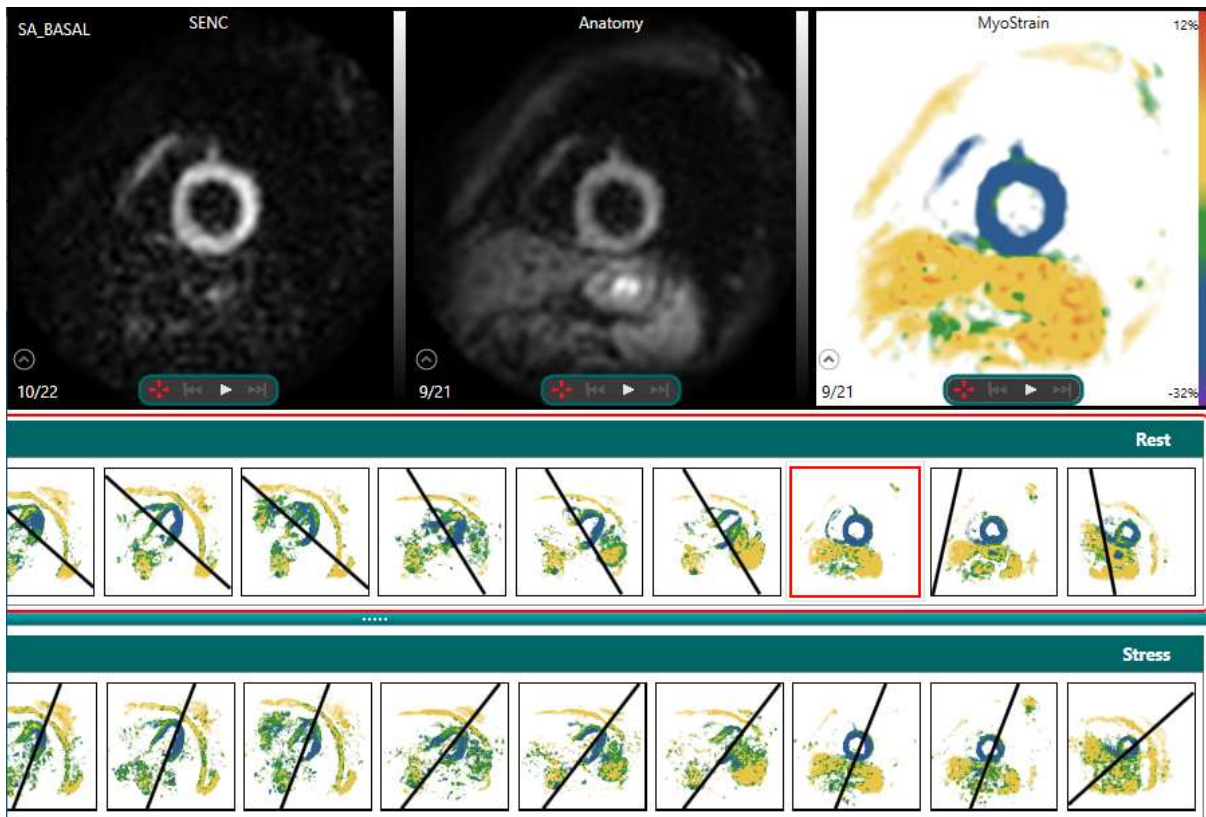 SA_BASAL
SENC
Anatomy
MyoStrain
12%
10/22
9/21
9/21
-32%
Rest
Stress